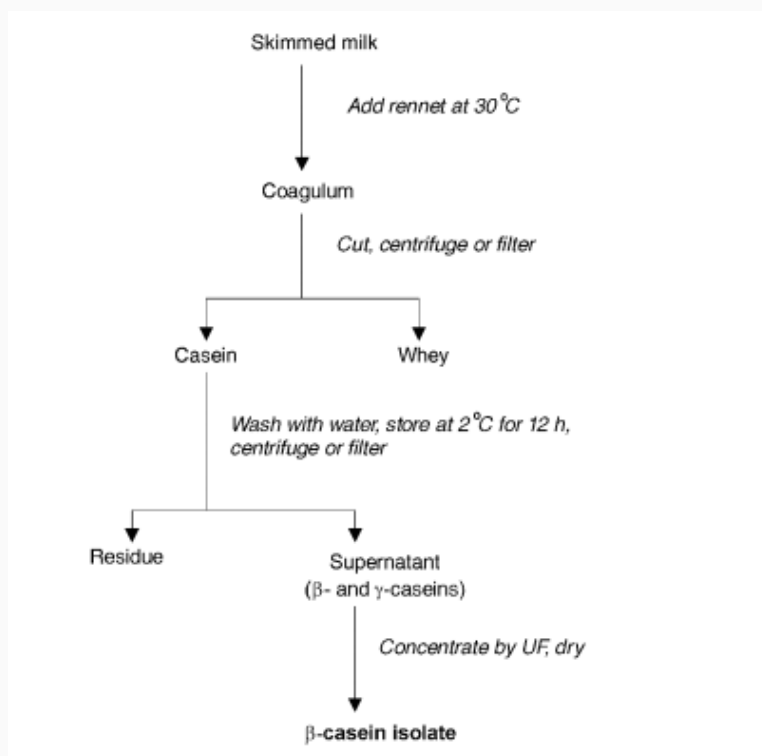 Skimmed milk
Add rennet at 30°C
Coagulum
Cut, centrifuge or filter
Casein
Whey
Wash with water, store at 2°C for 12 h,
centrifuge or filter
Residue
Supernatant
(β- and γ-caseins)
Concentrate by UF, dry
β-casein isolate